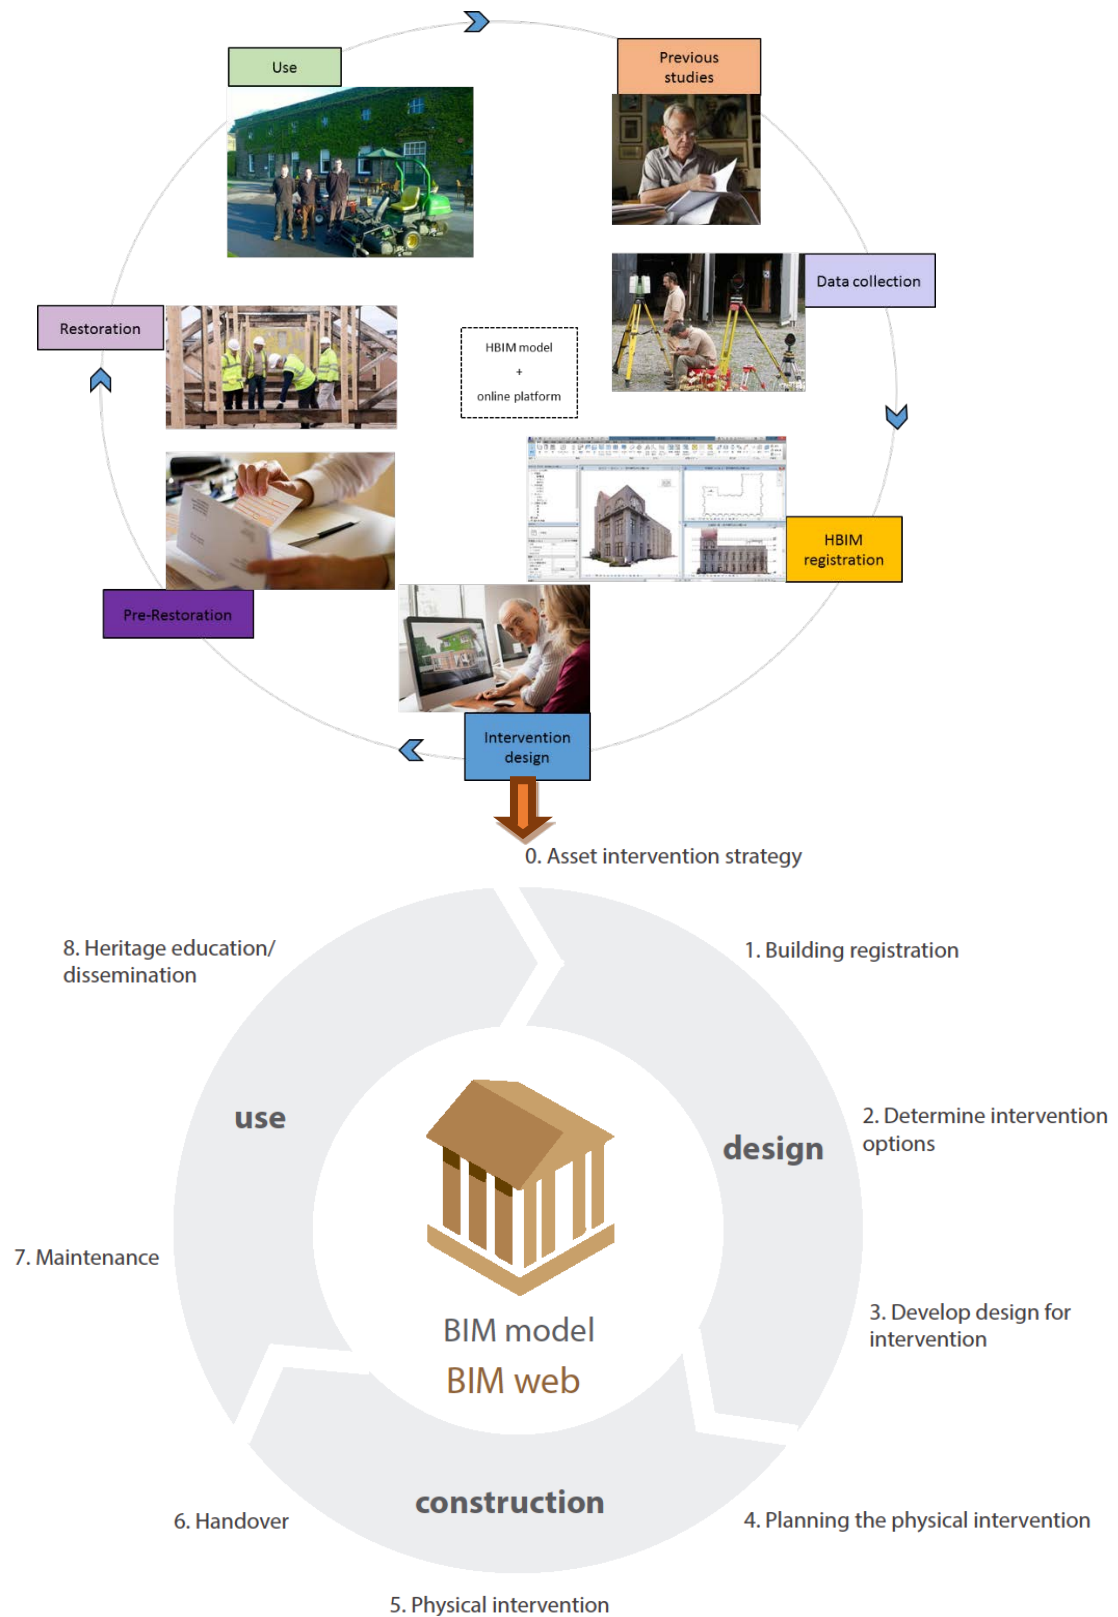 Use
Previous
studies
Data collection
Restoration
HBIM model
+
online platform
HBIM
registration
Pre-Restoration
Intervention
design
0. Asset intervention strategy
8. Heritage education/
dissemination
1. Building registration
use
2. Determine intervention
options
design
7. Maintenance
3. Develop design for
intervention
BIM model
BIM web
construction
6. Handover
4. Planning the physical intervention
5. Physical intervention